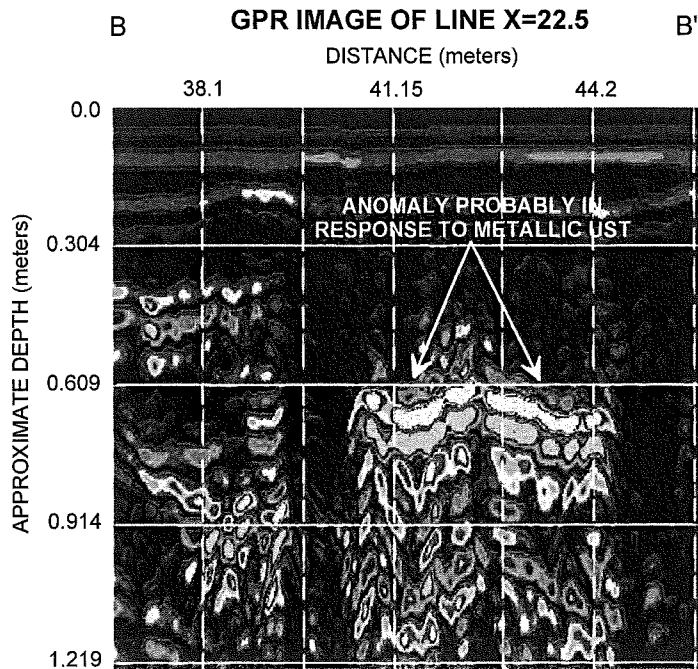 B GPR IMAGE OF LINE X=22.5 B'
DISTANCE (meters)
38.1 41.15 44.2
0.0
ANOMALY PROBABLY IN
RESPONSE TO METALLIC UST
0.304
0.609
0.914
1.219
APPROXIMATE DEPTH (meters)